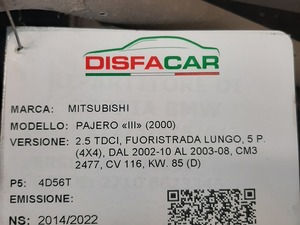 DISFACAR
MARCA: MITSUBISHI
MODELLO: PAJERO «III» (2000)
VERSIONE: 2.5 TDCI, FUORISTRADA LUNGO, 5 P.
(4X4), DAL 2002-10 AL 2003-08, CM3
2477, CV 116, KW. 85 (D)
P5: 4D56T
EMISSIONE:
NS: 2014/2022